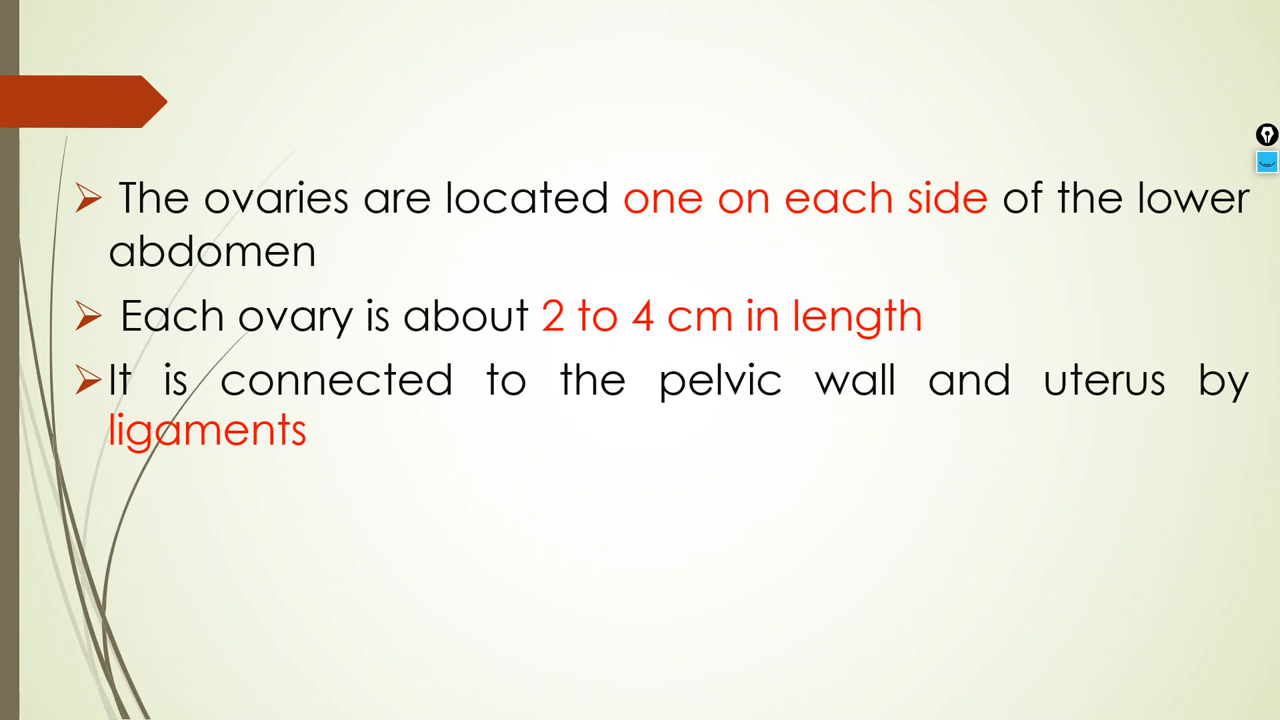 The ovaries are located one on each side of the lower
abdomen
Each ovary is about 2 to 4 cm in length
It is connected to the pelvic wall and uterus by
ligaments